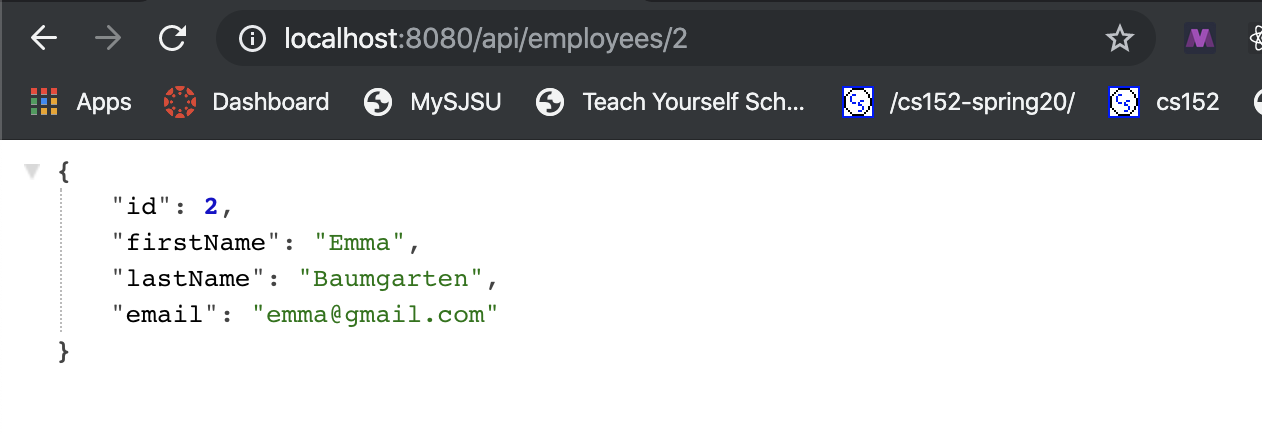 localhost:8080/api/employees/2
Apps Dashboard MySJSU Teach Yourself Sch... /cs152-spring20/ cs152
{
"id": 2,
"firstName": "Emma",
"lastName": "Baumgarten",
"email": "emma@gmail.com"
}